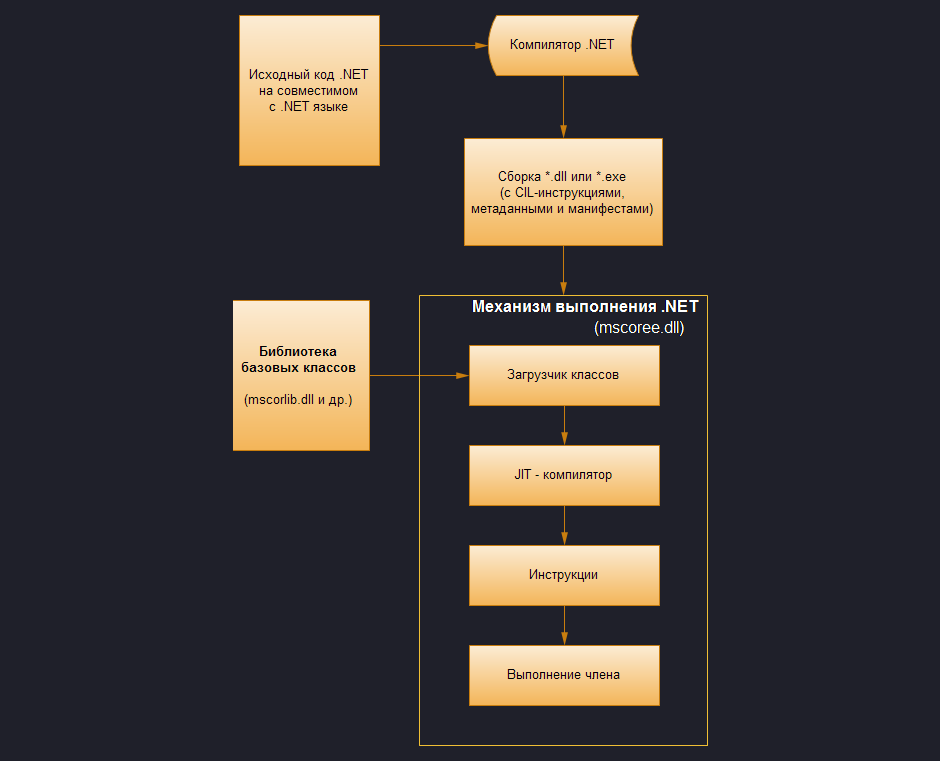 Исходный код .NET
на совместимом
с .NET языке
Компилятор .NET
Сборка *.dll или *.exe
(с CIL-инструкциями,
метаданными и манифестами)
Механизм выполнения .NET
(mscoree.dll)
Библиотека
базовых классов
(mscorlib.dll и др.)
Загрузчик классов
JIT - компилятор
Инструкции
Выполнение члена